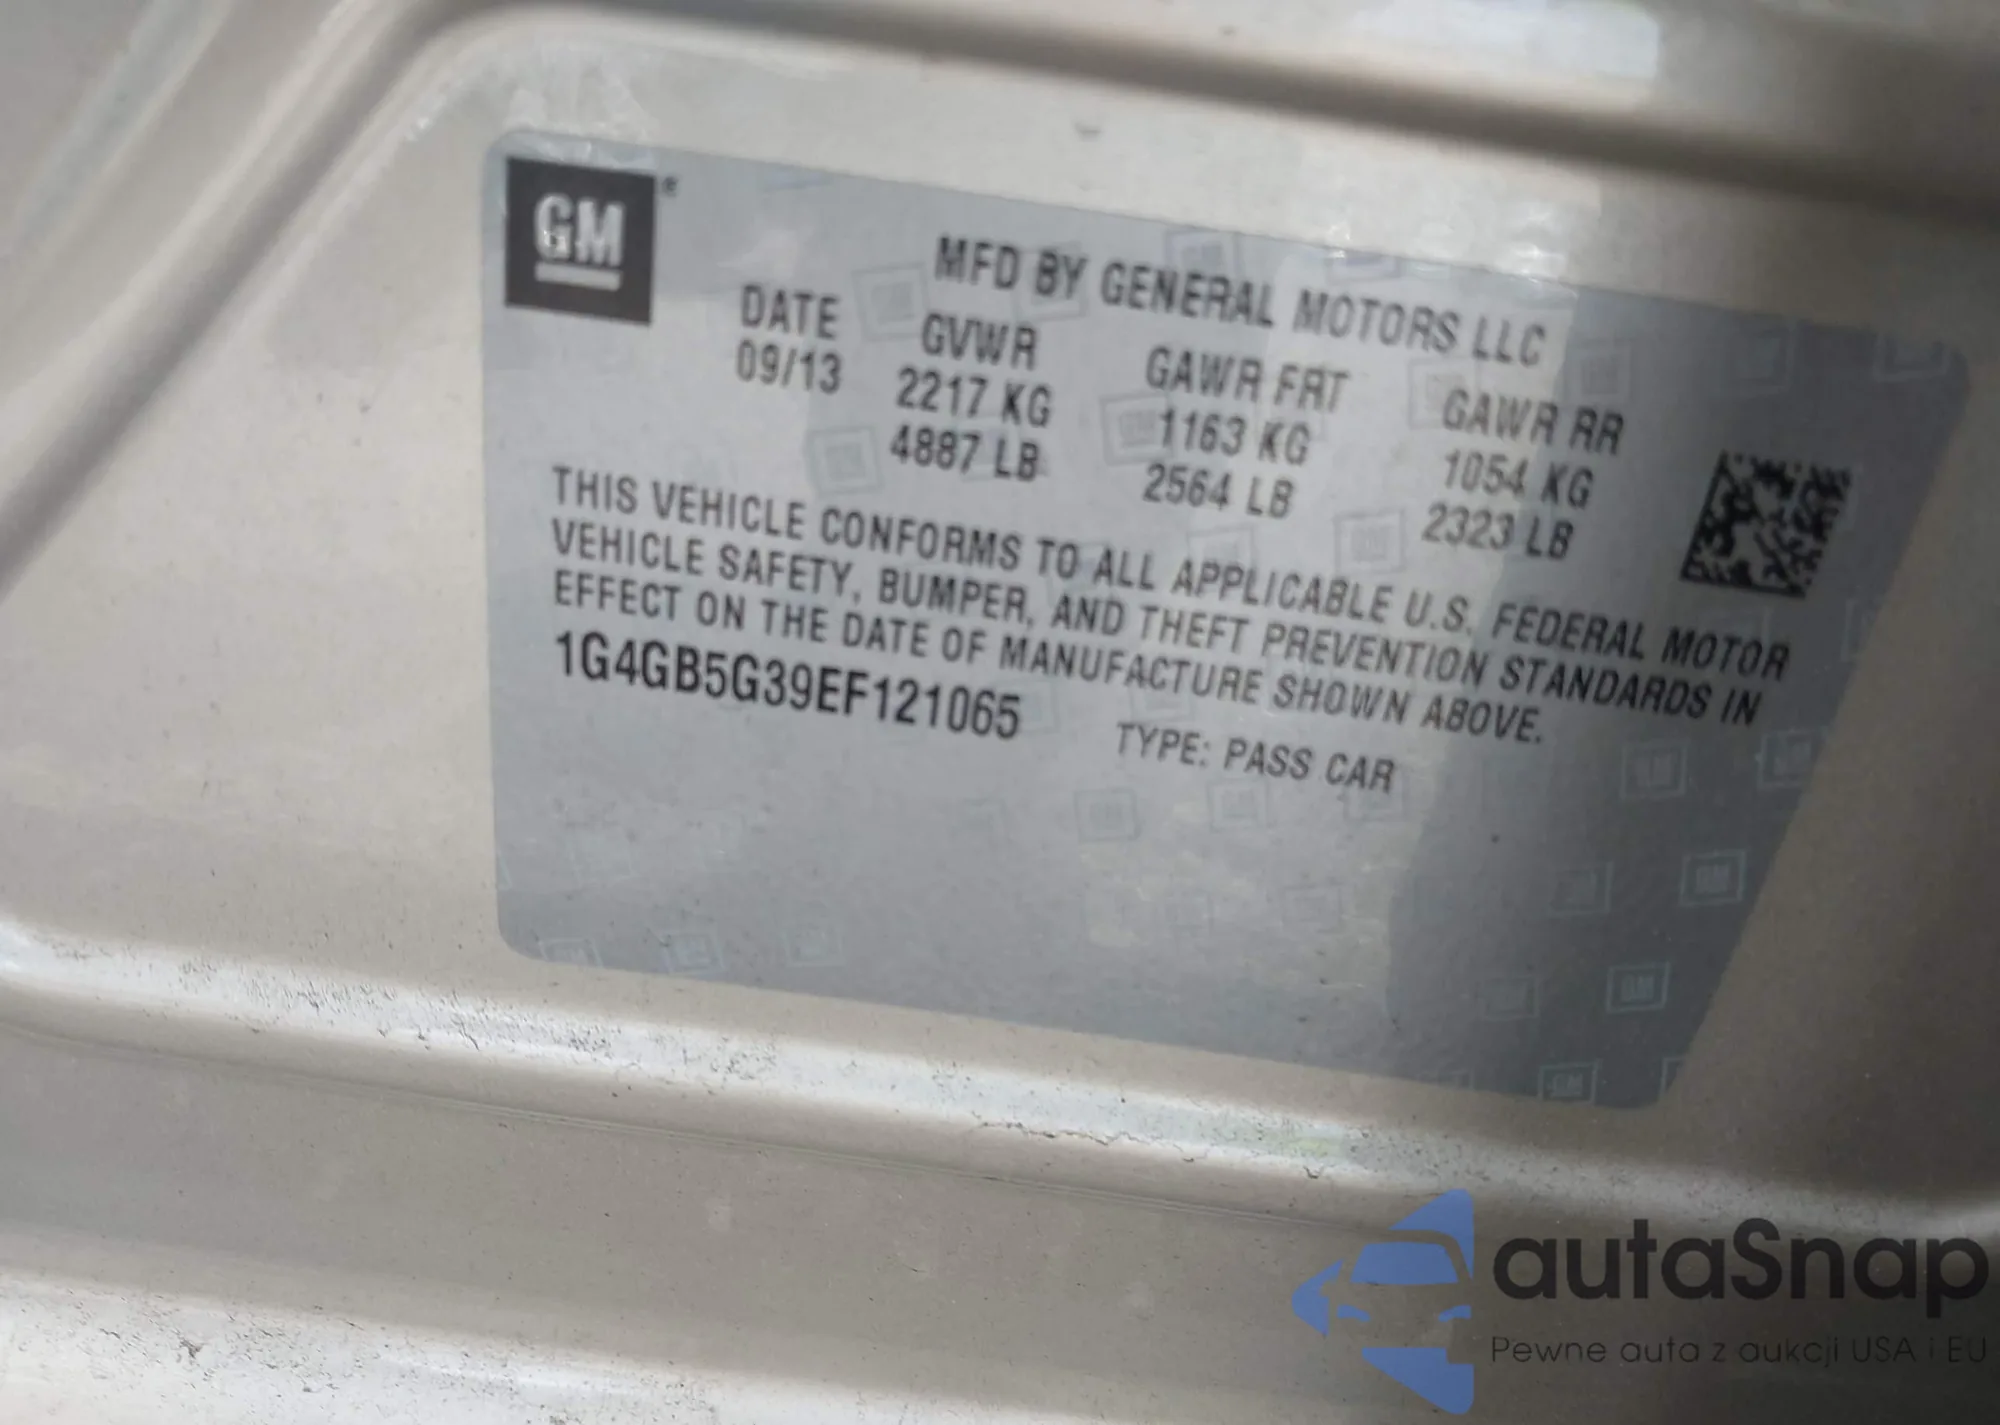 GM®
MFD BY GENERAL MOTORS LLC
DATE GVWR GAWR FRT GAWR RR
09/13 2217 KG 1163 KG 1054 KG
4887 LB 2564 LB 2323 LB
THIS VEHICLE CONFORMS TO ALL APPLICABLE U.S. FEDERAL MOTOR
VEHICLE SAFETY, BUMPER, AND THEFT PREVENTION STANDARDS IN
EFFECT ON THE DATE OF MANUFACTURE SHOWN ABOVE.
1G4GB5G39EF121065 TYPE: PASS CAR
autaSnap
Pewne auta z aukcji USA i EU